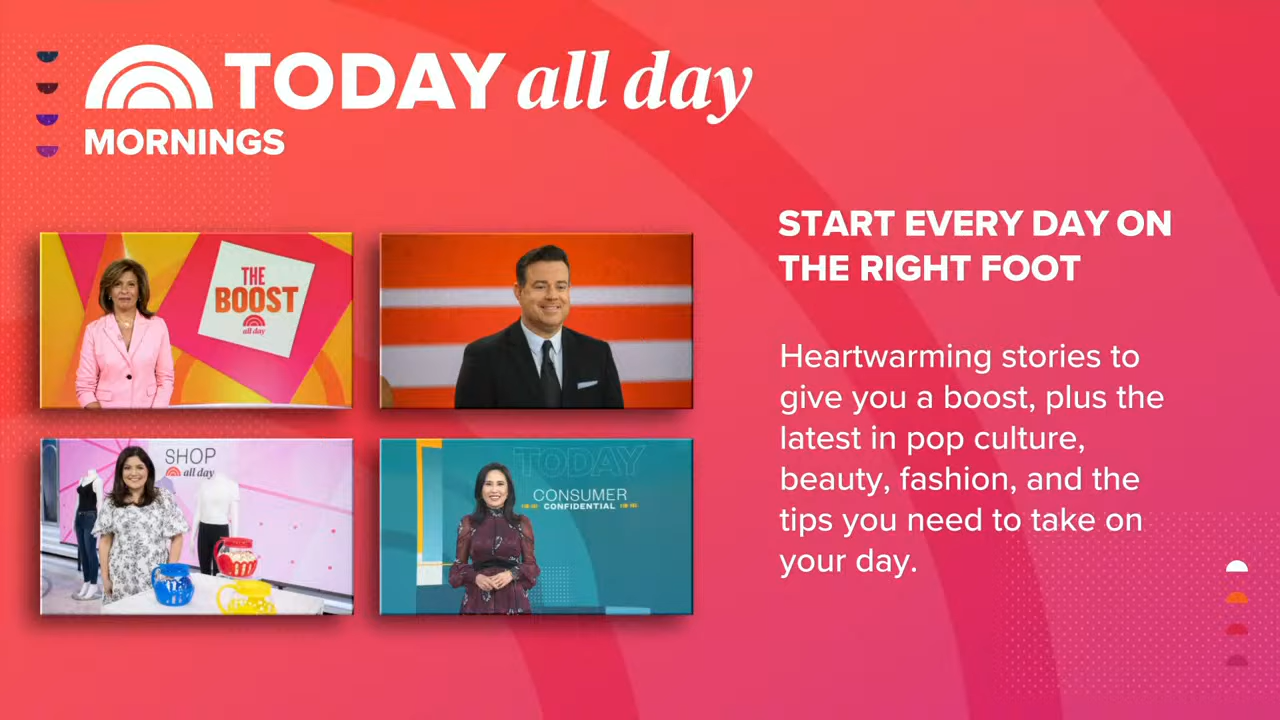 TODAY all day
MORNINGS
THE
BOOST
all day
SHOP
all day
TODAY
CONSUMER
CONFIDENTIAL
START EVERY DAY ON
THE RIGHT FOOT
Heartwarming stories to
give you a boost, plus the
latest in pop culture,
beauty, fashion, and the
tips you need to take on
your day.